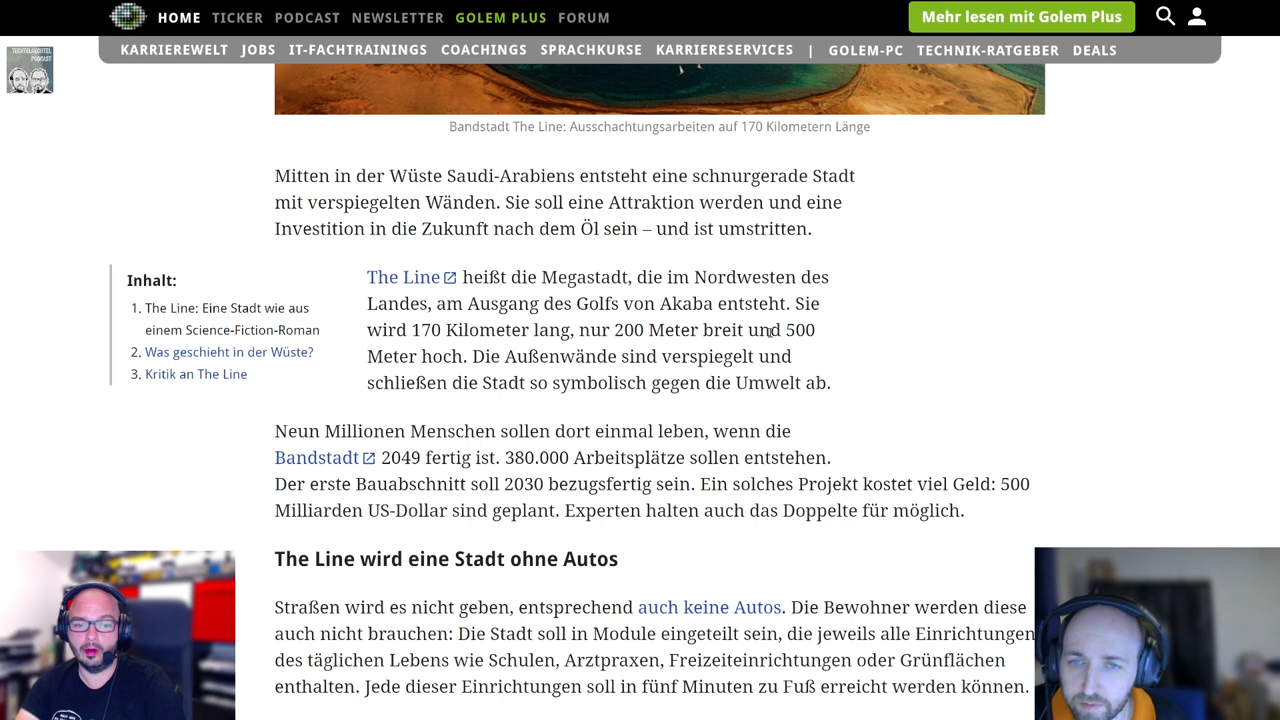 HOME TICKER PODCAST NEWSLETTER GOLEM PLUS FORUM Mehr lesen mit Golem Plus
KARRIEREWELT JOBS IT-FACHTRAININGS COACHINGS SPRACHKURSE KARRIERESERVICES | GOLEM-PC TECHNIK-RATGEBER DEALS
Bandstadt The Line: Ausschachtungsarbeiten auf 170 Kilometern Länge
Mitten in der Wüste Saudi-Arabiens entsteht eine schnurgerade Stadt
mit verspiegelten Wänden. Sie soll eine Attraktion werden und eine
Investition in die Zukunft nach dem Öl sein – und ist umstritten.
Inhalt:
1. The Line: Eine Stadt wie aus
einem Science-Fiction-Roman
2. Was geschieht in der Wüste?
3. Kritik an The Line
The Line heißt die Megastadt, die im Nordwesten des
Landes, am Ausgang des Golfs von Akaba entsteht. Sie
wird 170 Kilometer lang, nur 200 Meter breit und 500
Meter hoch. Die Außenwände sind verspiegelt und
schließen die Stadt so symbolisch gegen die Umwelt ab.
Neun Millionen Menschen sollen dort einmal leben, wenn die
Bandstadt 2049 fertig ist. 380.000 Arbeitsplätze sollen entstehen.
Der erste Bauabschnitt soll 2030 bezugsfertig sein. Ein solches Projekt kostet viel Geld: 500
Milliarden US-Dollar sind geplant. Experten halten auch das Doppelte für möglich.
The Line wird eine Stadt ohne Autos
Straßen wird es nicht geben, entsprechend auch keine Autos. Die Bewohner werden diese
auch nicht brauchen: Die Stadt soll in Module eingeteilt sein, die jeweils alle Einrichtungen
des täglichen Lebens wie Schulen, Arztpraxen, Freizeiteinrichtungen oder Grünflächen
enthalten. Jede dieser Einrichtungen soll in fünf Minuten zu Fuß erreicht werden können.